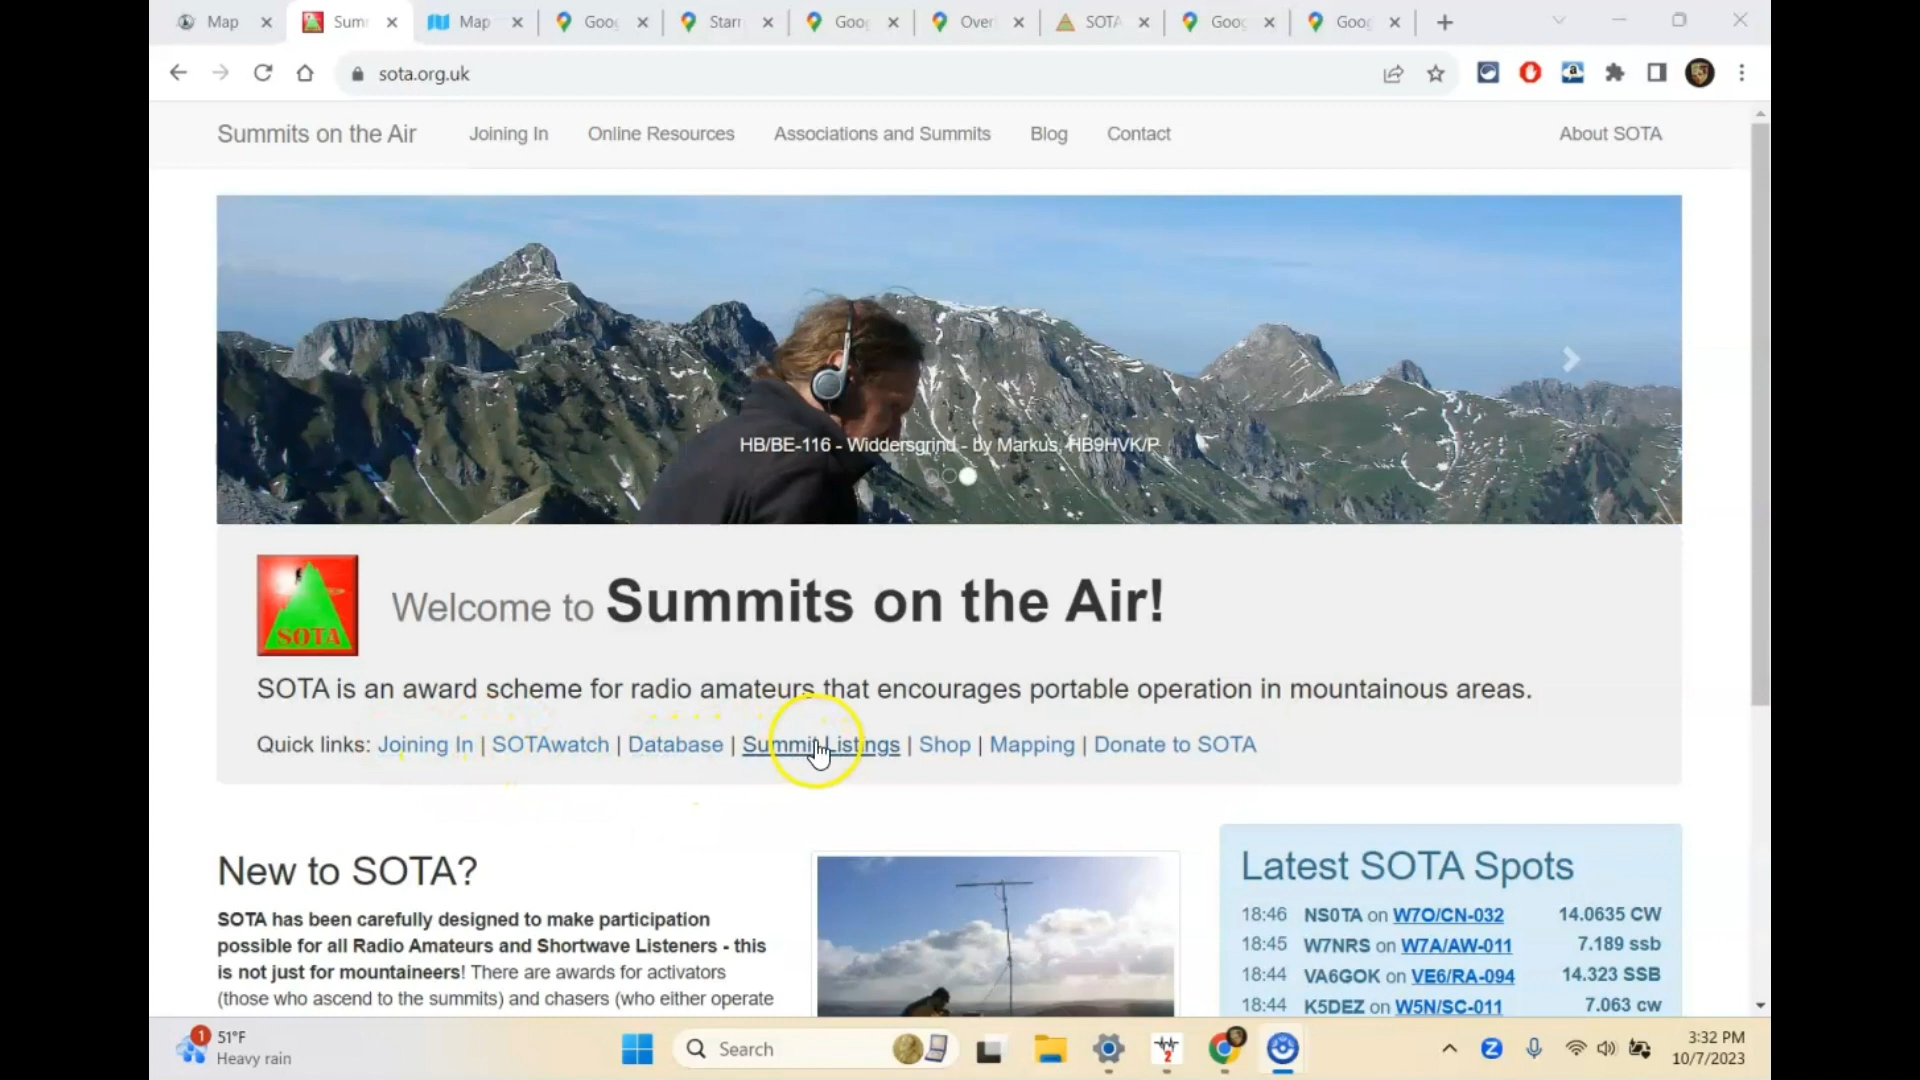 Map
Sum
Map
Goo
Starr
Goo
Over
SOTA
Goo
Goo
sota.org.uk
Summits on the Air Joining In Online Resources Associations and Summits Blog Contact About SOTA
HB/BE-116 - Widdersgrind - by Markus, HB9HVK/P
SOTA
Welcome to Summits on the Air!
SOTA is an award scheme for radio amateurs that encourages portable operation in mountainous areas.
Quick links: Joining In | SOTAwatch | Database | Summit Listings | Shop | Mapping | Donate to SOTA
New to SOTA?
SOTA has been carefully designed to make participation
possible for all Radio Amateurs and Shortwave Listeners - this
is not just for mountaineers! There are awards for activators
(those who ascend to the summits) and chasers (who either operate
Latest SOTA Spots
18:46 NS0TA on W7O/CN-032 14.0635 CW
18:45 W7NRS on W7A/AW-011 7.189 ssb
18:44 VA6GOK on VE6/RA-094 14.323 SSB
18:44 K5DEZ on W5N/SC-011 7.063 cw
1
51°F
Heavy rain
Search
2
Z
3:32 PM
10/7/2023